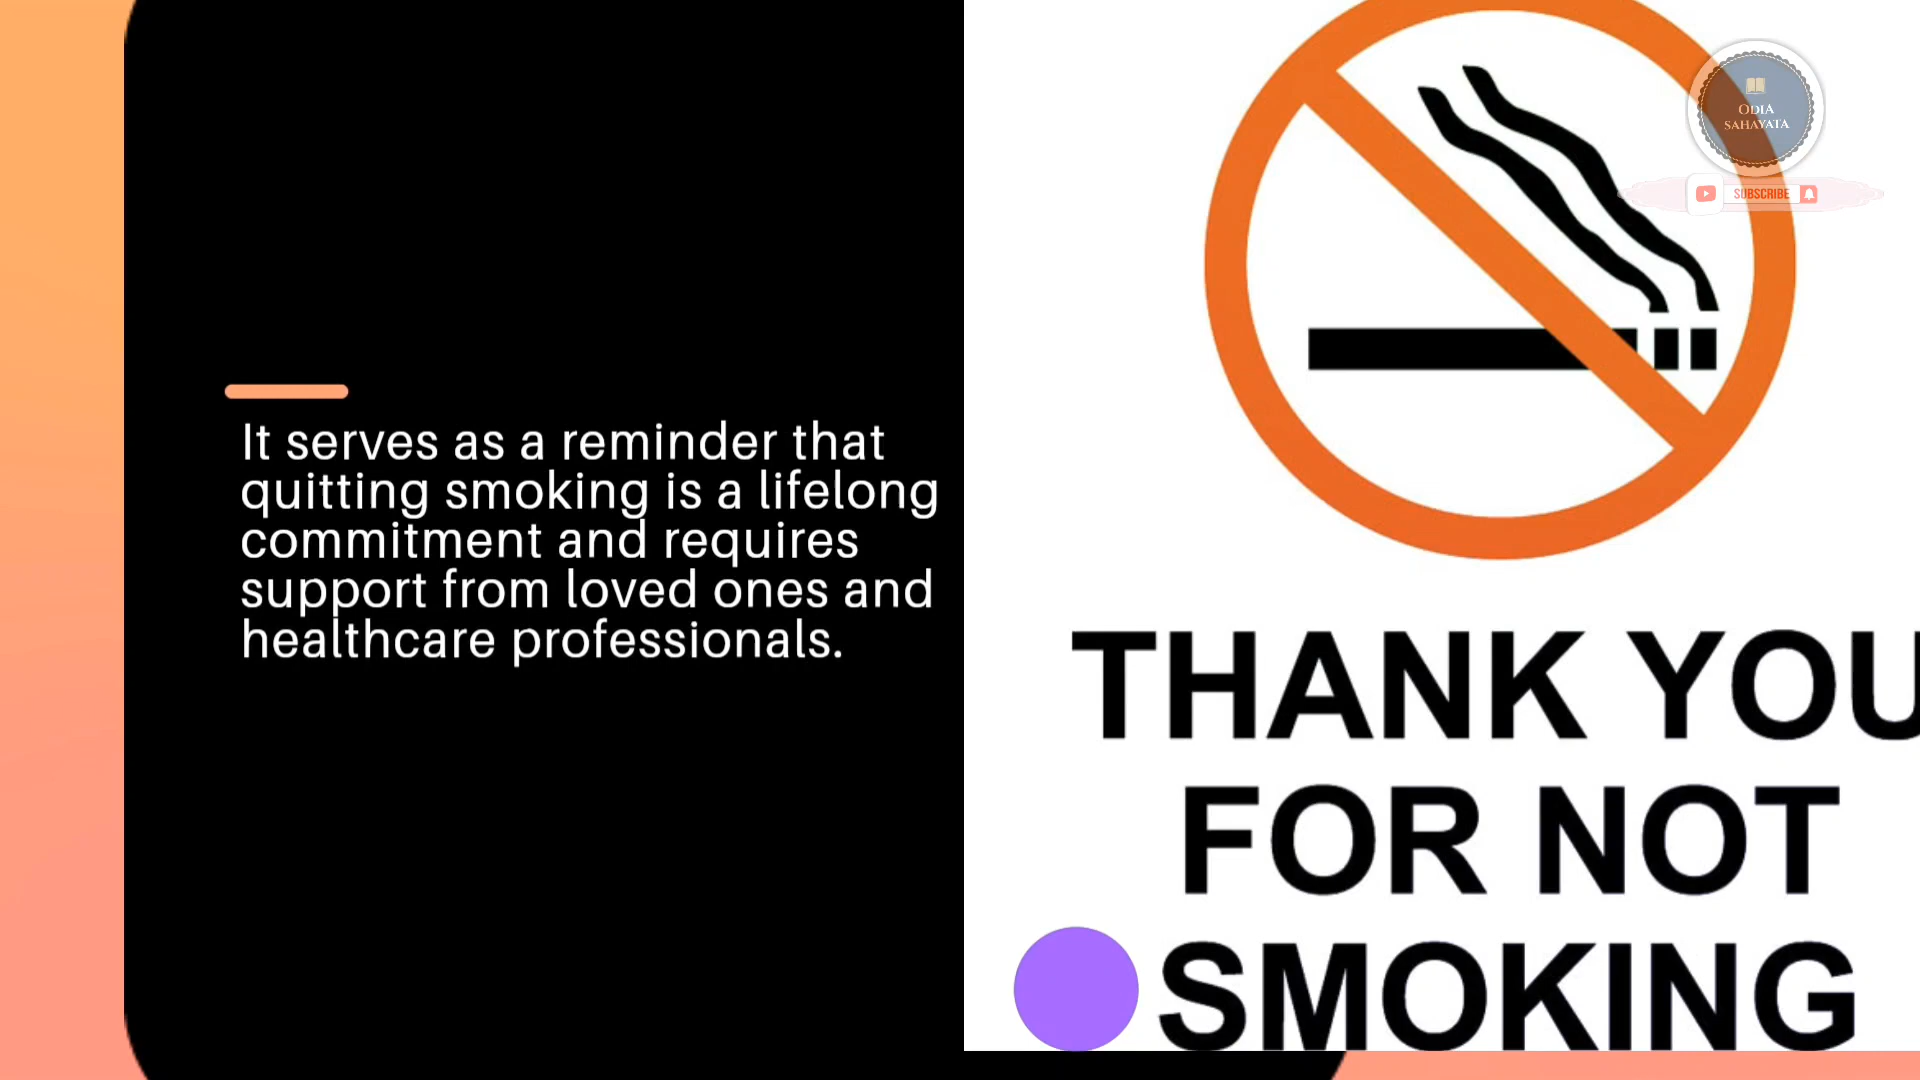 It serves as a reminder that
quitting smoking is a lifelong
commitment and requires
support from loved ones and
healthcare professionals.
ODIA
SAHAYATA
SUBSCRIBE
THANK YOU
FOR NOT
SMOKING